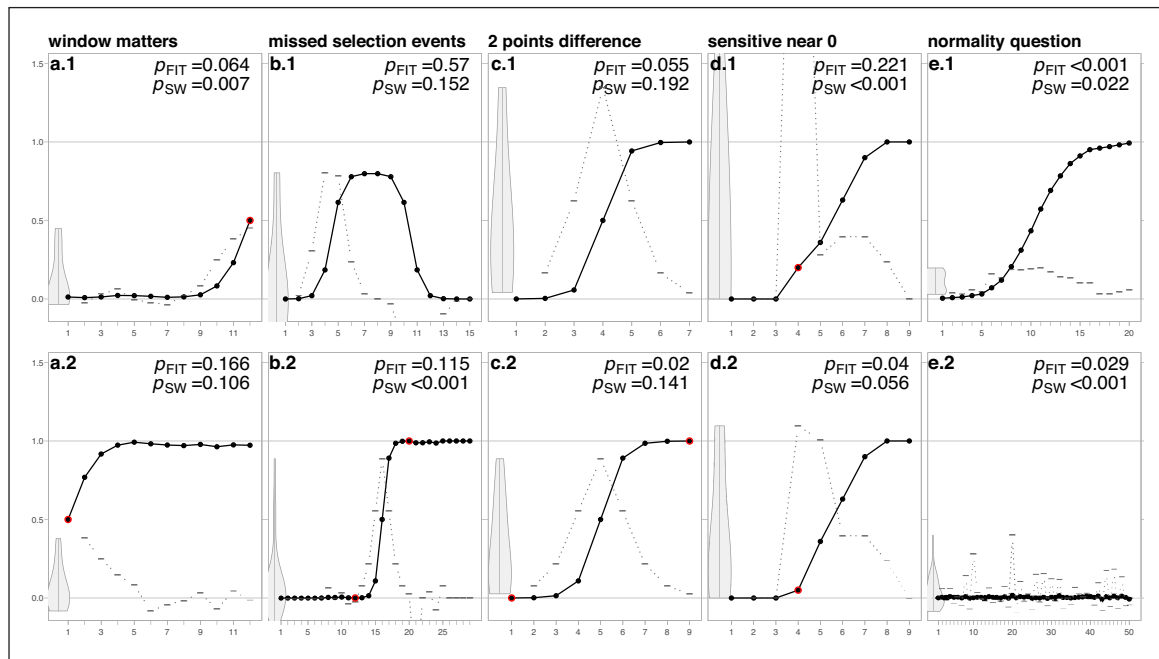 window matters
missed selection events
2 points difference
sensitive near 0
normality question
a.1
pFIT =0.064
pSW =0.007
b.1
pFIT =0.57
pSW =0.152
c.1
pFIT =0.055
pSW =0.192
d.1
pFIT =0.221
pSW <0.001
e.1
pFIT <0.001
pSW =0.022
1.5
1.0
0.5
0.0
1 3 5 7 9 11
1 3 5 7 9 11 13 15
1 2 3 4 5 6 7
1 2 3 4 5 6 7 8 9
1 5 10 15 20
a.2
pFIT =0.166
pSW =0.106
b.2
pFIT =0.115
pSW <0.001
c.2
pFIT =0.02
pSW =0.141
d.2
pFIT =0.04
pSW =0.056
e.2
pFIT =0.029
pSW <0.001
1.5
1.0
0.5
0.0
1 3 5 7 9 11
1 5 10 15 20 25
1 2 3 4 5 6 7 8 9
1 2 3 4 5 6 7 8 9
1 10 20 30 40 50